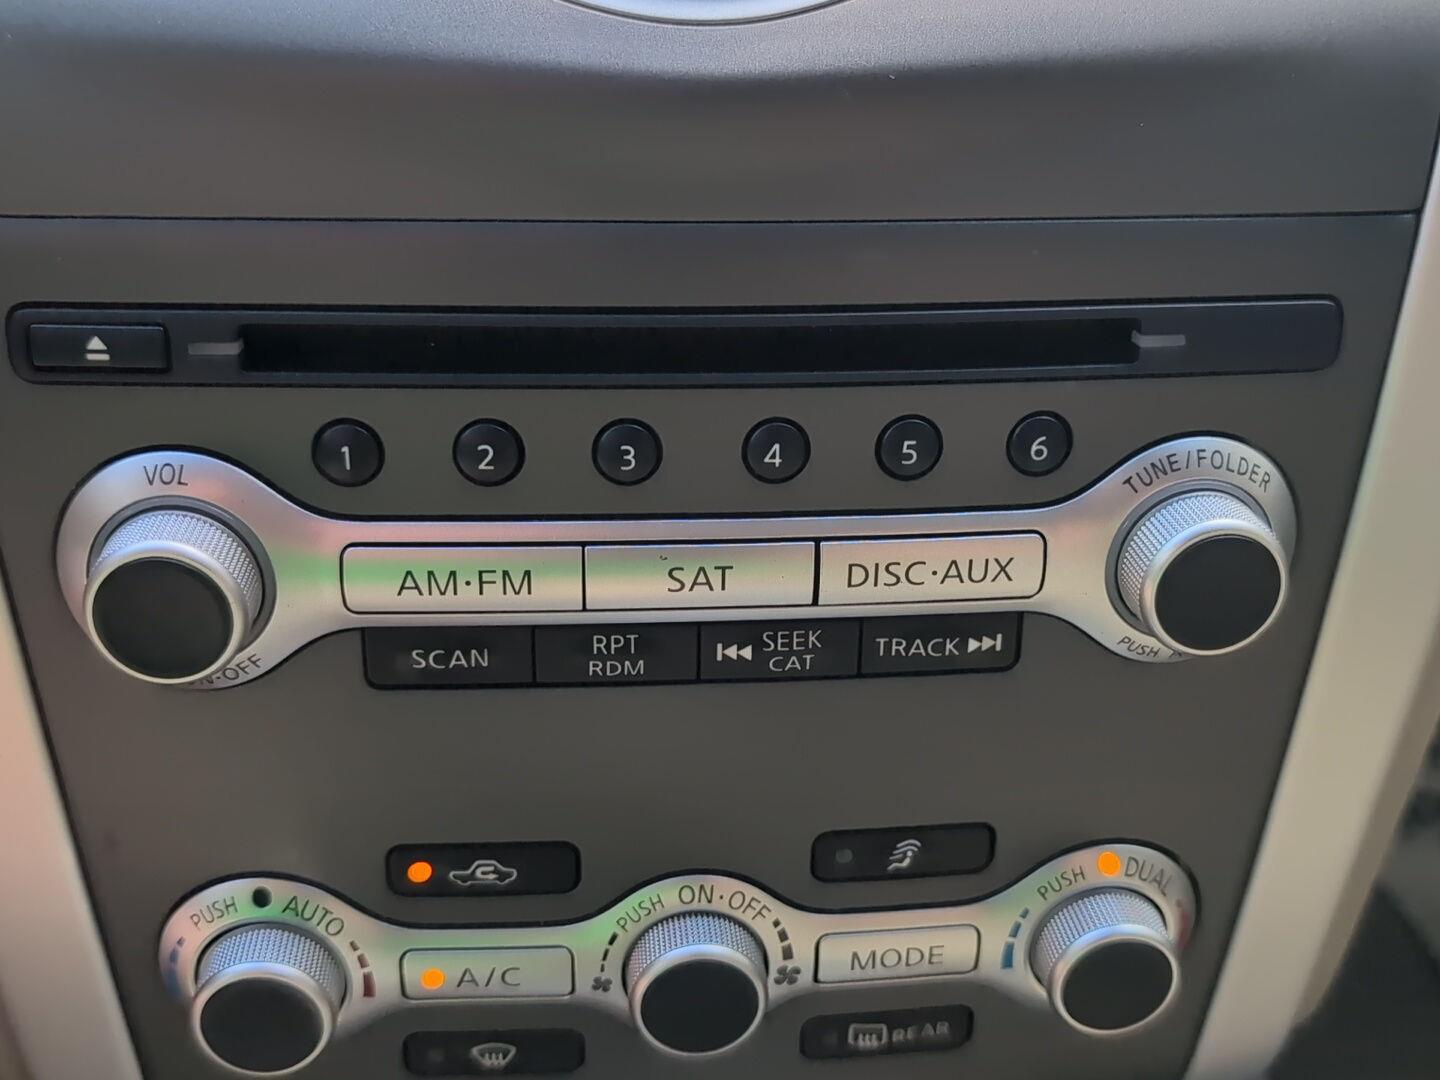 1 2 3 4 5 6
VOL
TUNE/FOLDER
AM·FM
SAT
DISC·AUX
SCAN
RPT
RDM
SEEK
CAT
TRACK
N·OFF
PUSH
PUSH
AUTO
PUSH
ON·OFF
PUSH
DUAL
A/C
MODE
REAR